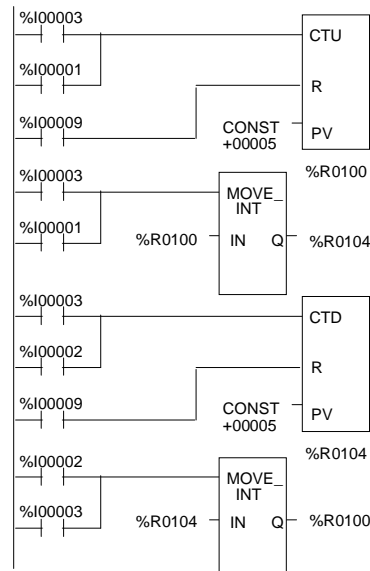 %I00003
CTU
%I00001
R
%I00009
CONST
+00005
PV
%R0100
%I00003
MOVE_
INT
%I00001
%R0100 IN Q %R0104
%I00003
CTD
%I00002
R
%I00009
CONST
+00005
PV
%R0104
%I00002
MOVE_
INT
%I00003
%R0104 IN Q %R0100